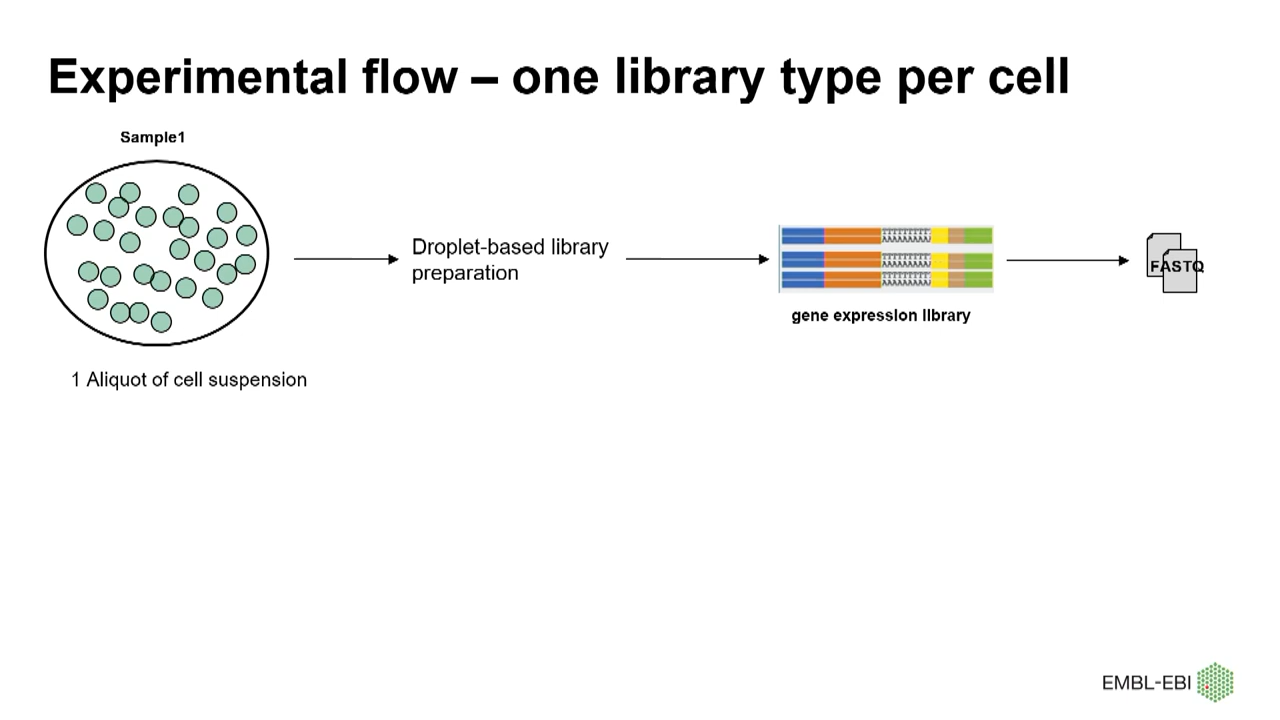 Experimental flow – one library type per cell
Sample1
Droplet-based library
preparation
FASTQ
gene expression library
1 Aliquot of cell suspension
EMBL-EBI